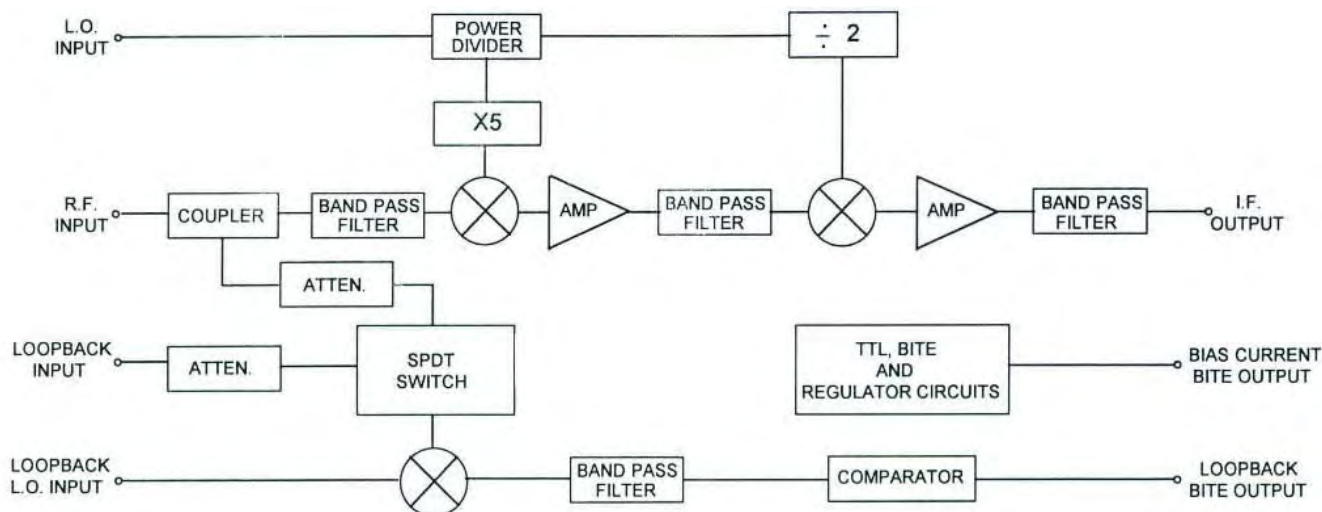 L.O.
INPUT
POWER
DIVIDER
÷ 2
X5
R.F.
INPUT
COUPLER
BAND PASS
FILTER
AMP
BAND PASS
FILTER
AMP
BAND PASS
FILTER
I.F.
OUTPUT
ATTEN.
LOOPBACK
INPUT
ATTEN.
SPDT
SWITCH
TTL, BITE
AND
REGULATOR CIRCUITS
BIAS CURRENT
BITE OUTPUT
LOOPBACK
L.O. INPUT
BAND PASS
FILTER
COMPARATOR
LOOPBACK
BITE OUTPUT